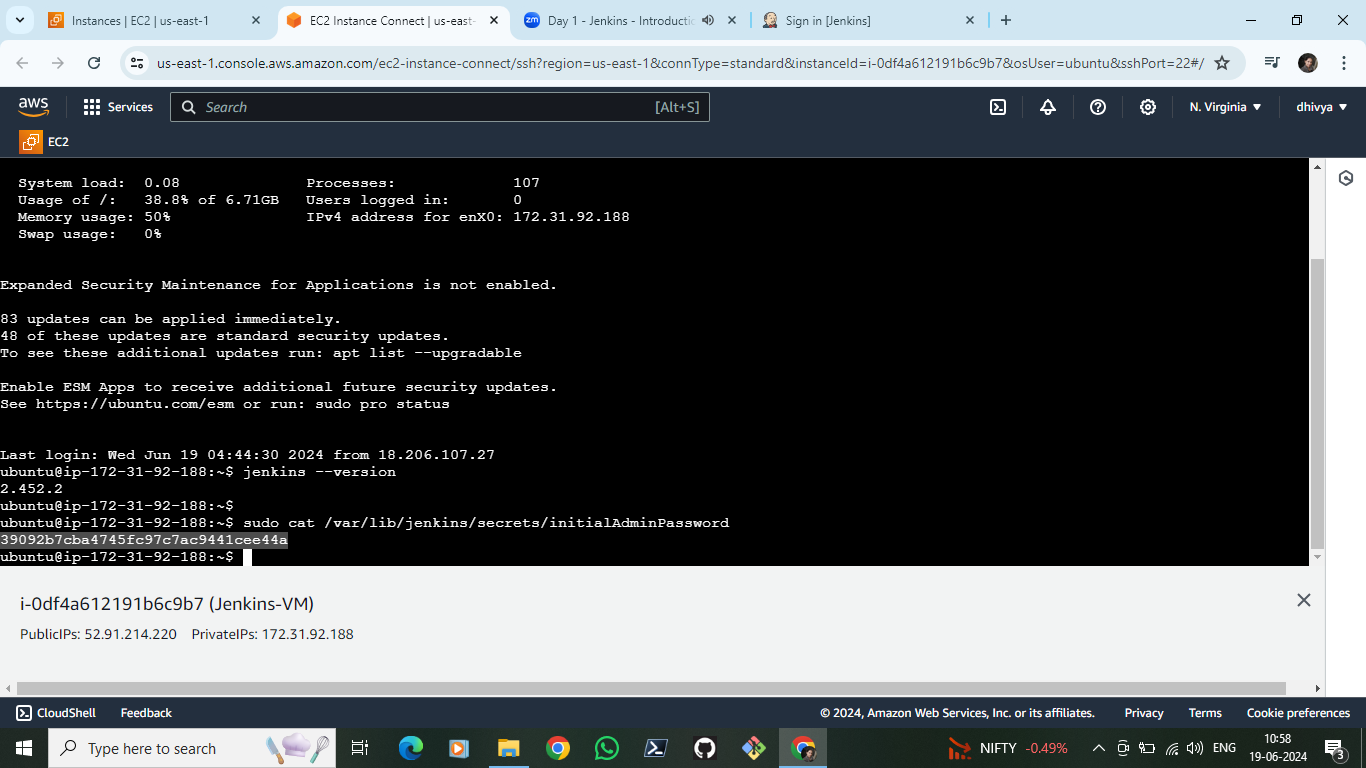 Instances | EC2 | us-east-1
EC2 Instance Connect | us-east-
Day 1 - Jenkins - Introductio
Sign in [Jenkins]
us-east-1.console.aws.amazon.com/ec2-instance-connect/ssh?region=us-east-1&connType=standard&instanceId=i-0df4a612191b6c9b7&osUser=ubuntu&sshPort=22#/
aws Services Search [Alt+S] N. Virginia dhivya
EC2
System load: 0.08 Processes: 107
Usage of /: 38.8% of 6.71GB Users logged in: 0
Memory usage: 50% IPv4 address for enX0: 172.31.92.188
Swap usage: 0%
Expanded Security Maintenance for Applications is not enabled.
83 updates can be applied immediately.
48 of these updates are standard security updates.
To see these additional updates run: apt list --upgradable
Enable ESM Apps to receive additional future security updates.
See https://ubuntu.com/esm or run: sudo pro status
Last login: Wed Jun 19 04:44:30 2024 from 18.206.107.27
ubuntu@ip-172-31-92-188:~$ jenkins --version
2.452.2
ubuntu@ip-172-31-92-188:~$
ubuntu@ip-172-31-92-188:~$ sudo cat /var/lib/jenkins/secrets/initialAdminPassword
39092b7cba4745fc97c7ac9441cee44a
ubuntu@ip-172-31-92-188:~$
i-0df4a612191b6c9b7 (Jenkins-VM)
PublicIPs: 52.91.214.220 PrivateIPs: 172.31.92.188
CloudShell Feedback © 2024, Amazon Web Services, Inc. or its affiliates. Privacy Terms Cookie preferences
Type here to search NIFTY -0.49% ENG 10:58
19-06-2024 3